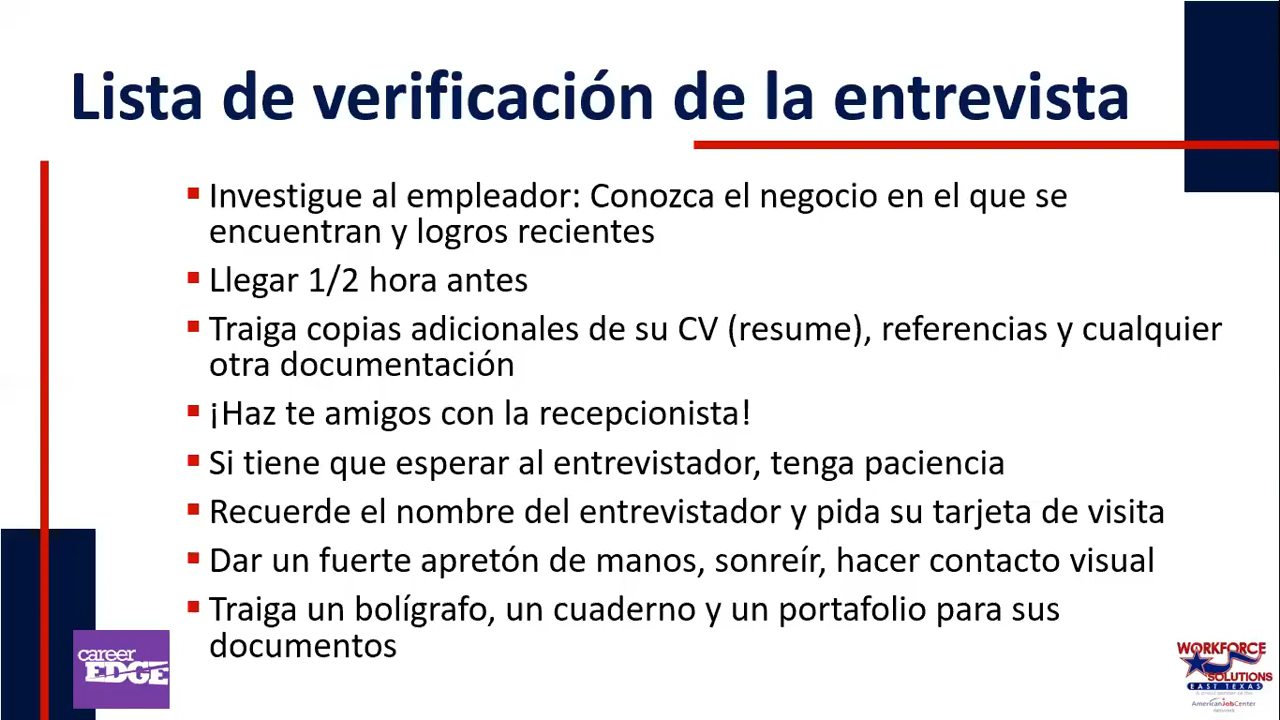 Lista de verificación de la entrevista
▪ Investigue al empleador: Conozca el negocio en el que se
encuentran y logros recientes
▪ Llegar 1/2 hora antes
▪ Traiga copias adicionales de su CV (resume), referencias y cualquier
otra documentación
▪ ¡Haz te amigos con la recepcionista!
▪ Si tiene que esperar al entrevistador, tenga paciencia
▪ Recuerde el nombre del entrevistador y pida su tarjeta de visita
▪ Dar un fuerte apretón de manos, sonreír, hacer contacto visual
▪ Traiga un bolígrafo, un cuaderno y un portafolio para sus
documentos
career
EDGE
WORKFORCE
SOLUTIONS
EAST TEXAS
AmericanJobCenter
network